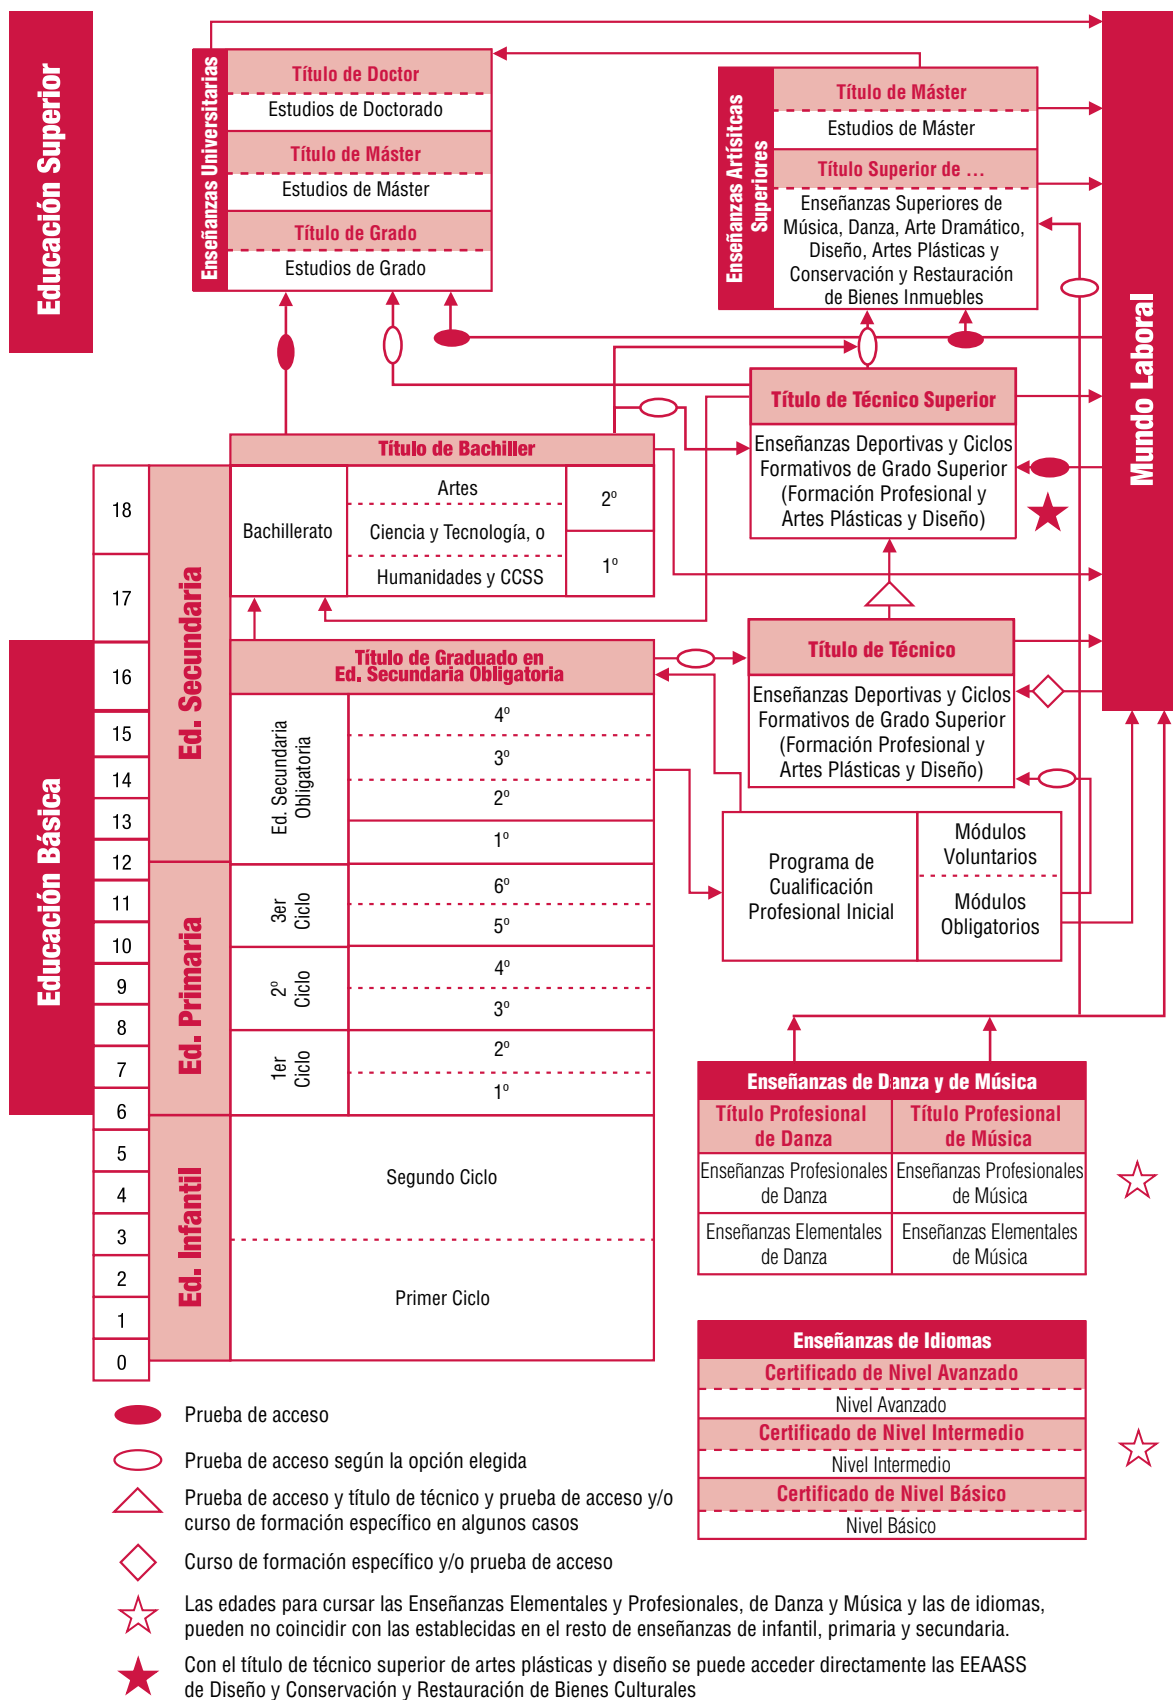 Educación Superior
Enseñanzas Universitarias
Título de Doctor
Estudios de Doctorado
Título de Máster
Estudios de Máster
Título de Grado
Estudios de Grado
Enseñanzas Artísitcas
Superiores
Título de Máster
Estudios de Máster
Título Superior de ...
Enseñanzas Superiores de
Música, Danza, Arte Dramático,
Diseño, Artes Plásticas y
Conservación y Restauración
de Bienes Inmuebles
Mundo Laboral
Título de Técnico Superior
Enseñanzas Deportivas y Ciclos
Formativos de Grado Superior
(Formación Profesional y
Artes Plásticas y Diseño)
Título de Bachiller
Bachillerato
Artes
Ciencia y Tecnología, o
Humanidades y CCSS
2º
1º
18
17
16
15
14
13
12
11
10
9
8
7
6
5
4
3
2
1
0
Educación Básica
Ed. Secundaria
Ed. Primaria
Ed. Infantil
Título de Graduado en
Ed. Secundaria Obligatoria
Ed. Secundaria
Obligatoria
4º
3º
2º
1º
3er
Ciclo
6º
5º
2º
Ciclo
4º
3º
1er
Ciclo
2º
1º
Segundo Ciclo
Primer Ciclo
Título de Técnico
Enseñanzas Deportivas y Ciclos
Formativos de Grado Superior
(Formación Profesional y
Artes Plásticas y Diseño)
Programa de
Cualificación
Profesional Inicial
Módulos
Voluntarios
Módulos
Obligatorios
Enseñanzas de Danza y de Música
Título Profesional
de Danza
Título Profesional
de Música
Enseñanzas Profesionales
de Danza
Enseñanzas Profesionales
de Música
Enseñanzas Elementales
de Danza
Enseñanzas Elementales
de Música
Enseñanzas de Idiomas
Certificado de Nivel Avanzado
Nivel Avanzado
Certificado de Nivel Intermedio
Nivel Intermedio
Certificado de Nivel Básico
Nivel Básico
Prueba de acceso
Prueba de acceso según la opción elegida
Prueba de acceso y título de técnico y prueba de acceso y/o
curso de formación específico en algunos casos
Curso de formación específico y/o prueba de acceso
Las edades para cursar las Enseñanzas Elementales y Profesionales, de Danza y Música y las de idiomas,
pueden no coincidir con las establecidas en el resto de enseñanzas de infantil, primaria y secundaria.
Con el título de técnico superior de artes plásticas y diseño se puede acceder directamente las EEAASS
de Diseño y Conservación y Restauración de Bienes Culturales